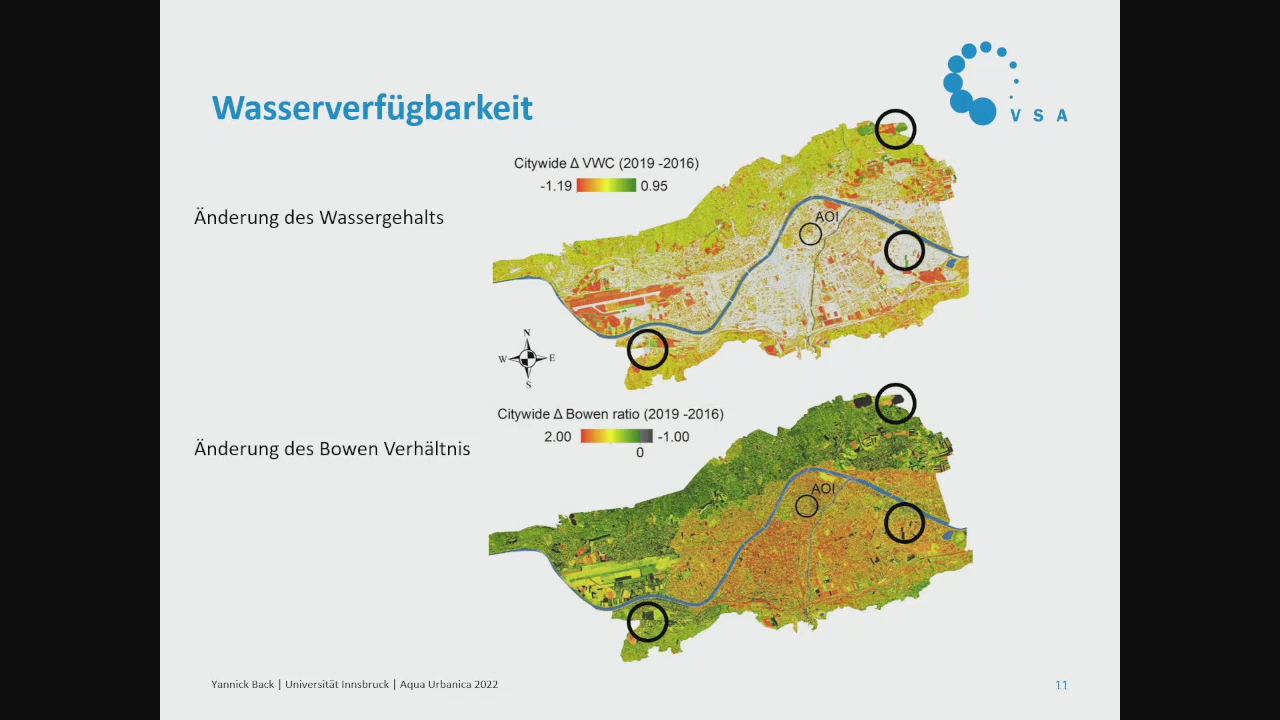 Wasserverfügbarkeit
VSA
Citywide Δ VWC (2019 -2016)
-1.19 0.95
Änderung des Wassergehalts
AOI
N
W E
S
Citywide Δ Bowen ratio (2019 -2016)
2.00 -1.00
0
Änderung des Bowen Verhältnis
AOI
Yannick Back | Universität Innsbruck | Aqua Urbanica 2022
11